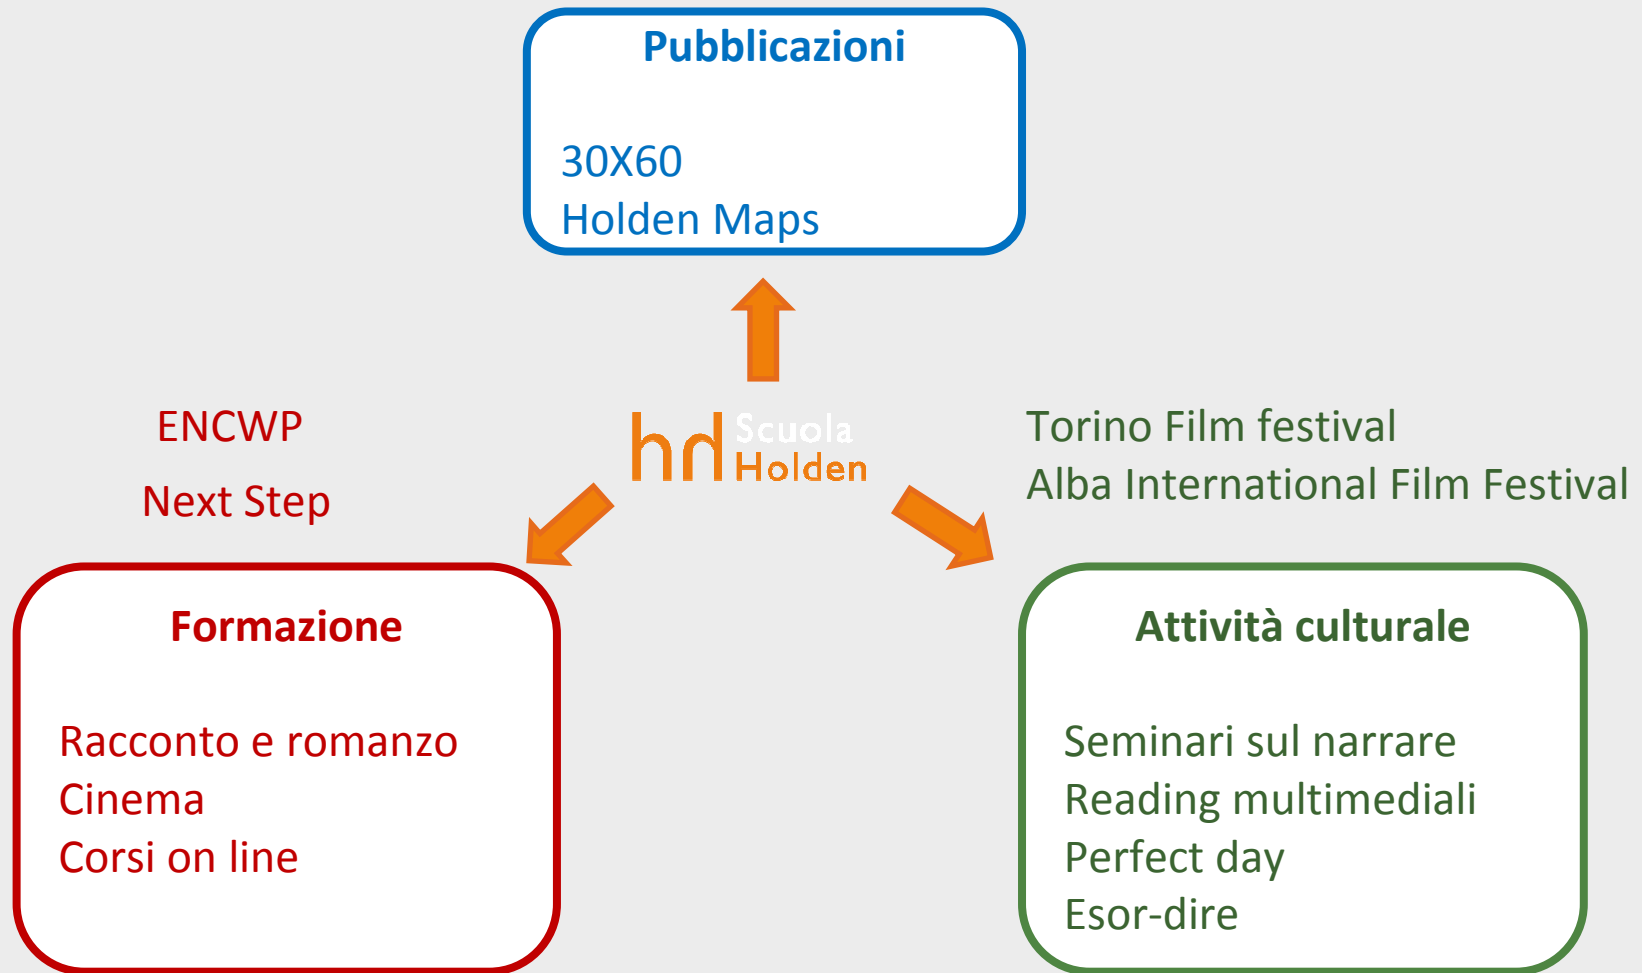 Pubblicazioni
30X60
Holden Maps
ENCWP
Next Step
hd Scuola
Holden
Torino Film festival
Alba International Film Festival
Formazione
Racconto e romanzo
Cinema
Corsi on line
Attività culturale
Seminari sul narrare
Reading multimediali
Perfect day
Esor-dire